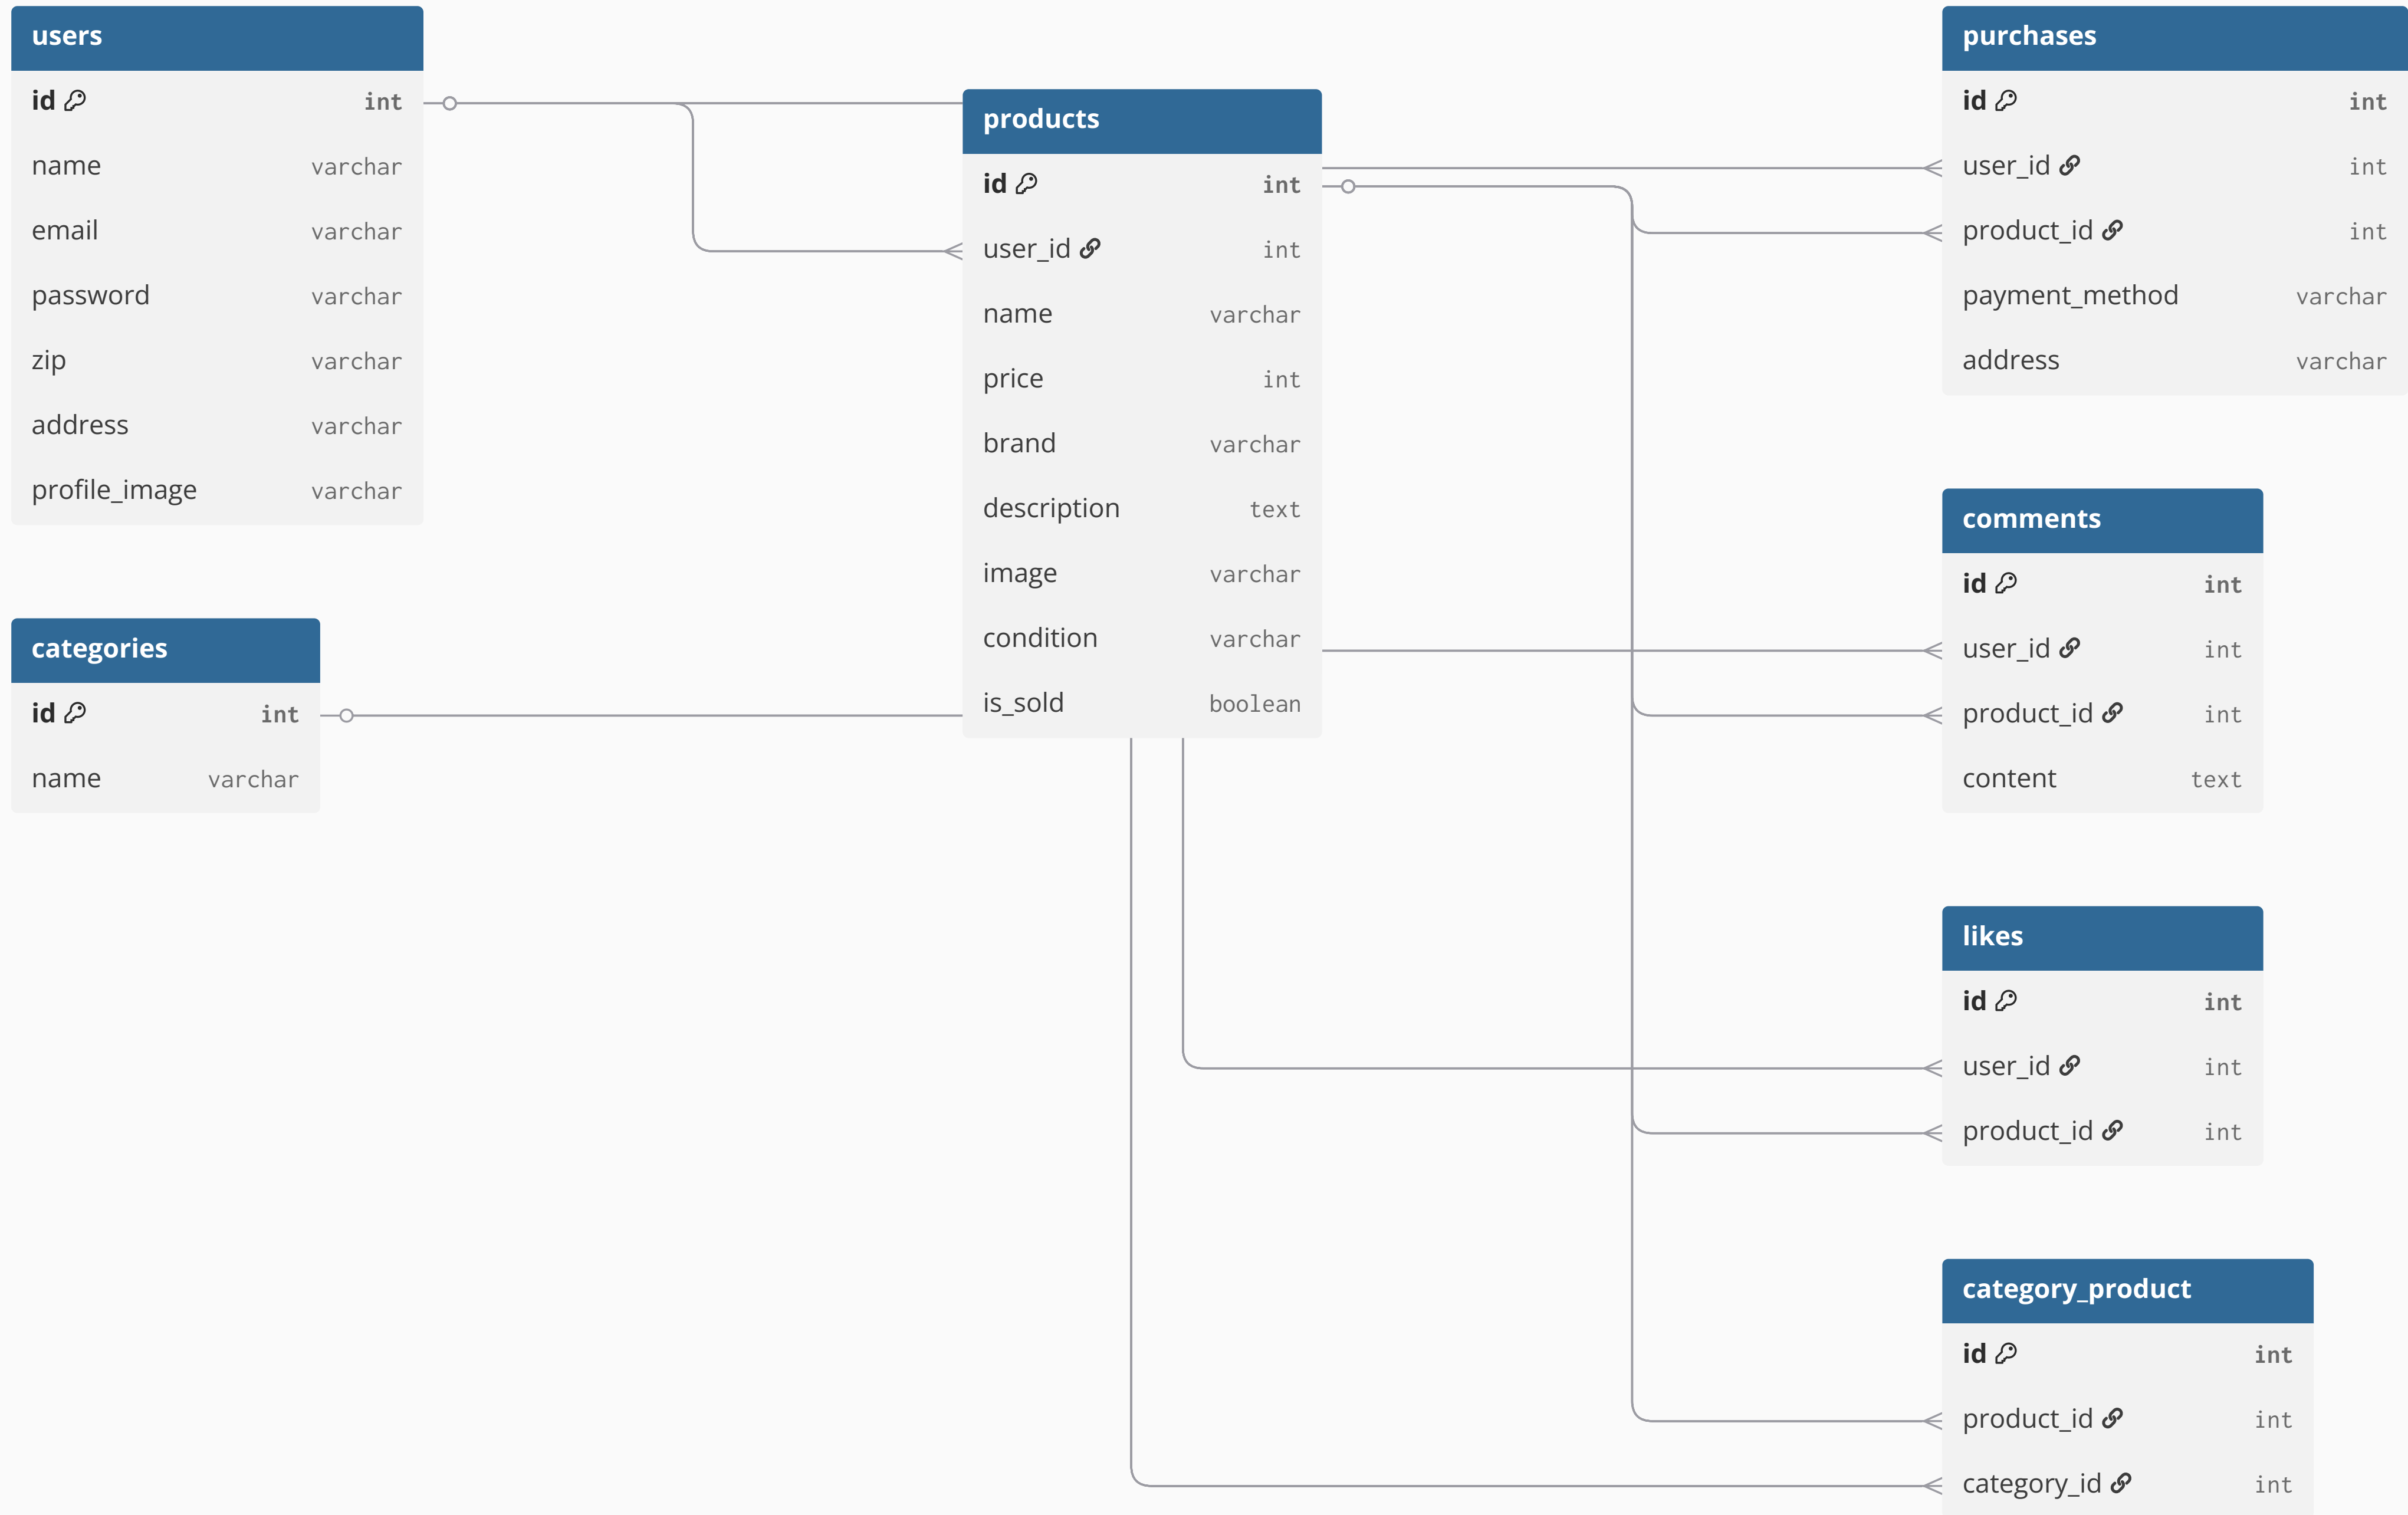 users
id int
name varchar
email varchar
password varchar
zip varchar
address varchar
profile_image varchar
categories
id int
name varchar
products
id int
user_id int
name varchar
price int
brand varchar
description text
image varchar
condition varchar
is_sold boolean
purchases
id int
user_id int
product_id int
payment_method varchar
address varchar
comments
id int
user_id int
product_id int
content text
likes
id int
user_id int
product_id int
category_product
id int
product_id int
category_id int